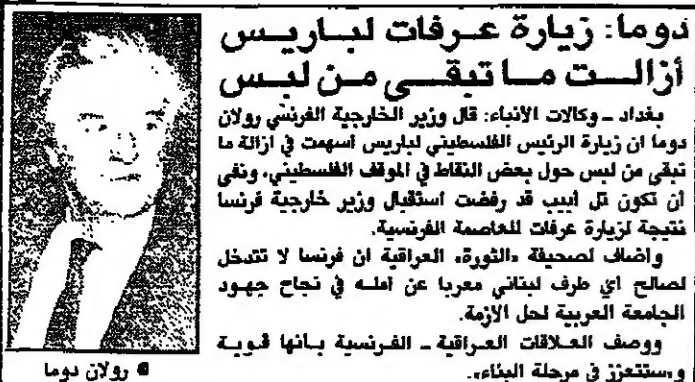 دوما: زيارة عرفات لباريس
أزالت ما تبقى من لبس
بغداد ـ وكالات الأنباء: قال وزير الخارجية الفرنسي رولان
دوما ان زيارة الرئيس الفلسطيني لباريس اسهمت في ازالة ما
تبقى من لبس حول بعض النقاط في الموقف الفلسطيني، ونفى
أن تكون تل أبيب قد رفضت استقبال وزير خارجية فرنسا
نتيجة لزيارة عرفات للعاصمة الفرنسية.
واضاف لصحيفة «الثورة» العراقية ان فرنسا لا تتدخل
لصالح اي طرف لبناني معربا عن امله في نجاح جهود
الجامعة العربية لحل الأزمة.
ووصف العلاقات العراقية ـ الفرنسية بانها قوية
و«ستتعزز في مرحلة البناء».
رولان دوما